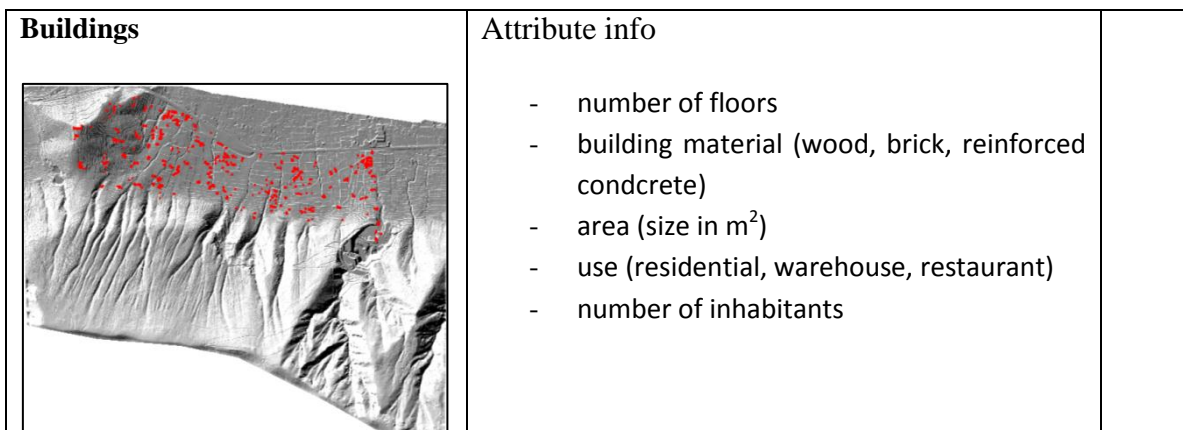 Buildings
Attribute info
- number of floors
- building material (wood, brick, reinforced
condcrete)
- area (size in m²)
- use (residential, warehouse, restaurant)
- number of inhabitants